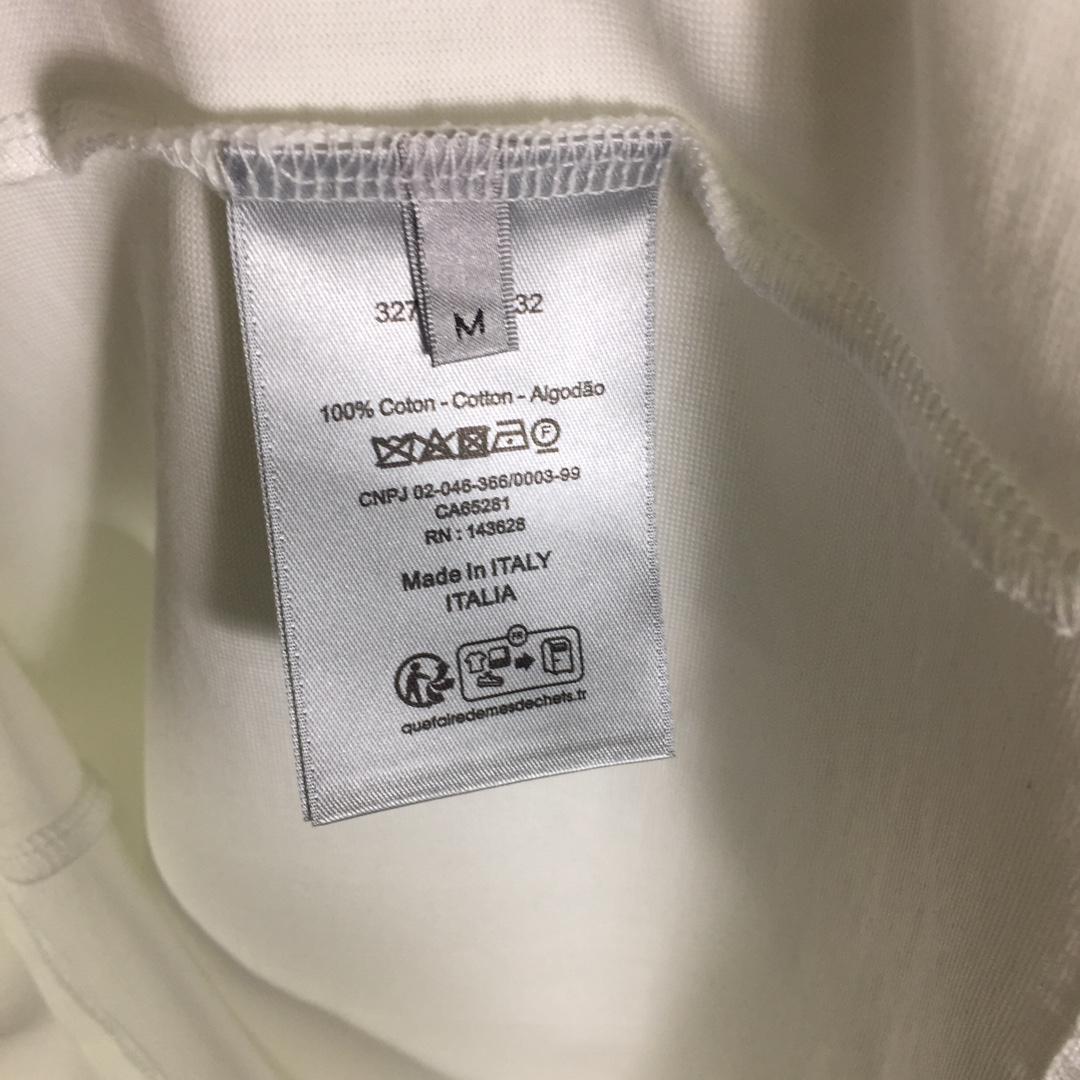 327 32
M
100% Coton - Cotton - Algodão
F
CNPJ 02-046-366/0003-99
CA65281
RN : 143628
Made in ITALY
ITALIA
FR
quefairedemesdechets.fr